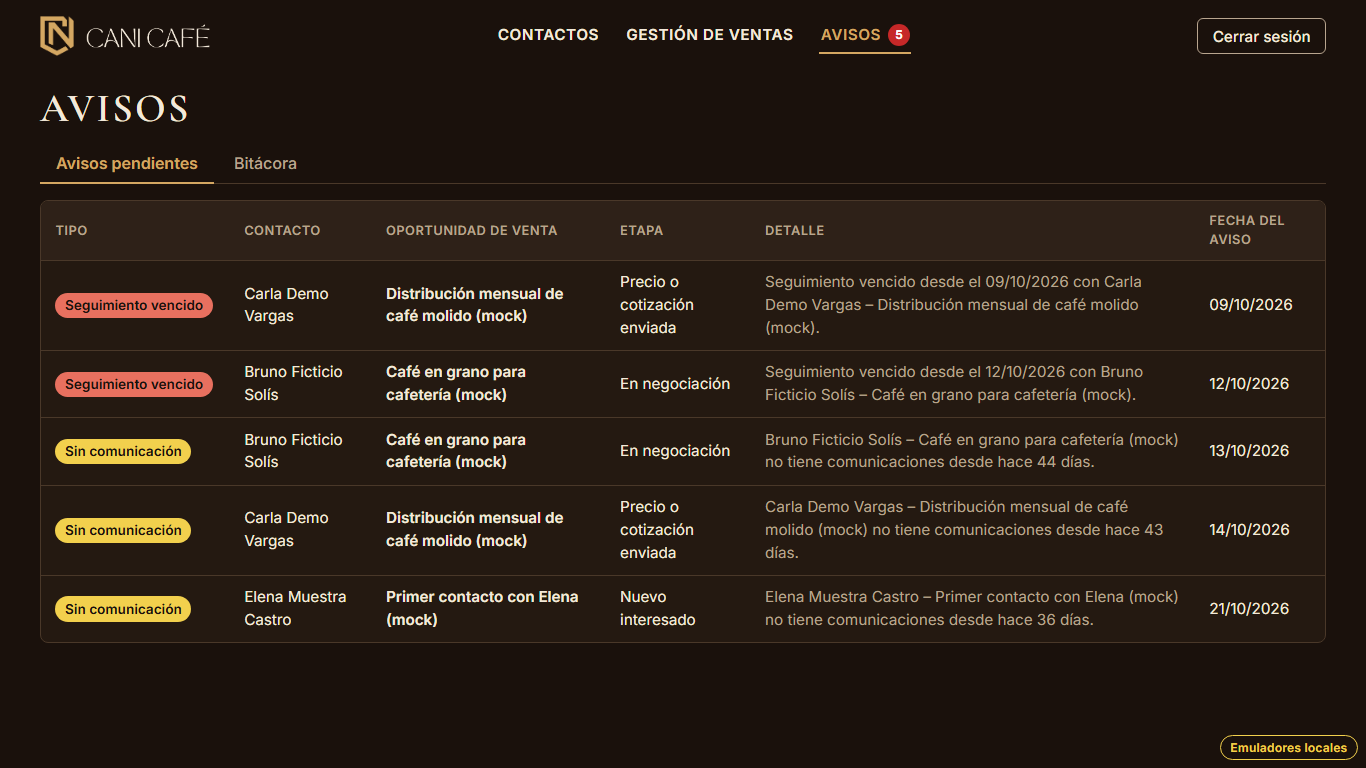 CANI CAFÉ
CONTACTOS
GESTIÓN DE VENTAS
AVISOS 5
Cerrar sesión
AVISOS
Avisos pendientes
Bitácora
TIPO
CONTACTO
OPORTUNIDAD DE VENTA
ETAPA
DETALLE
FECHA DEL
AVISO
Seguimiento vencido
Carla Demo
Vargas
Distribución mensual de
café molido (mock)
Precio o
cotización
enviada
Seguimiento vencido desde el 09/10/2026 con Carla
Demo Vargas – Distribución mensual de café molido
(mock).
09/10/2026
Seguimiento vencido
Bruno Ficticio
Solís
Café en grano para
cafetería (mock)
En negociación
Seguimiento vencido desde el 12/10/2026 con Bruno
Ficticio Solís – Café en grano para cafetería (mock).
12/10/2026
Sin comunicación
Bruno Ficticio
Solís
Café en grano para
cafetería (mock)
En negociación
Bruno Ficticio Solís – Café en grano para cafetería (mock)
no tiene comunicaciones desde hace 44 días.
13/10/2026
Sin comunicación
Carla Demo
Vargas
Distribución mensual de
café molido (mock)
Precio o
cotización
enviada
Carla Demo Vargas – Distribución mensual de café
molido (mock) no tiene comunicaciones desde hace 43
días.
14/10/2026
Sin comunicación
Elena Muestra
Castro
Primer contacto con Elena
(mock)
Nuevo
interesado
Elena Muestra Castro – Primer contacto con Elena (mock)
no tiene comunicaciones desde hace 36 días.
21/10/2026
Emuladores locales